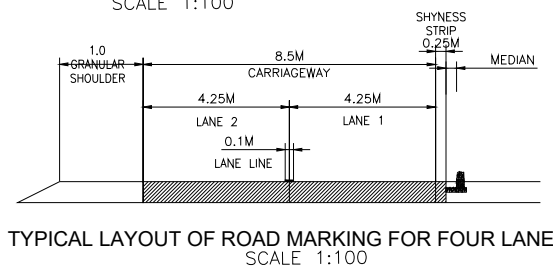 SCALE 1:100
SHYNESS
STRIP
0.25M
1.0
GRANULAR
SHOULDER
8.5M
CARRIAGEWAY
MEDIAN
4.25M
4.25M
LANE 2
LANE 1
0.1M
LANE LINE
TYPICAL LAYOUT OF ROAD MARKING FOR FOUR LANE
SCALE 1:100